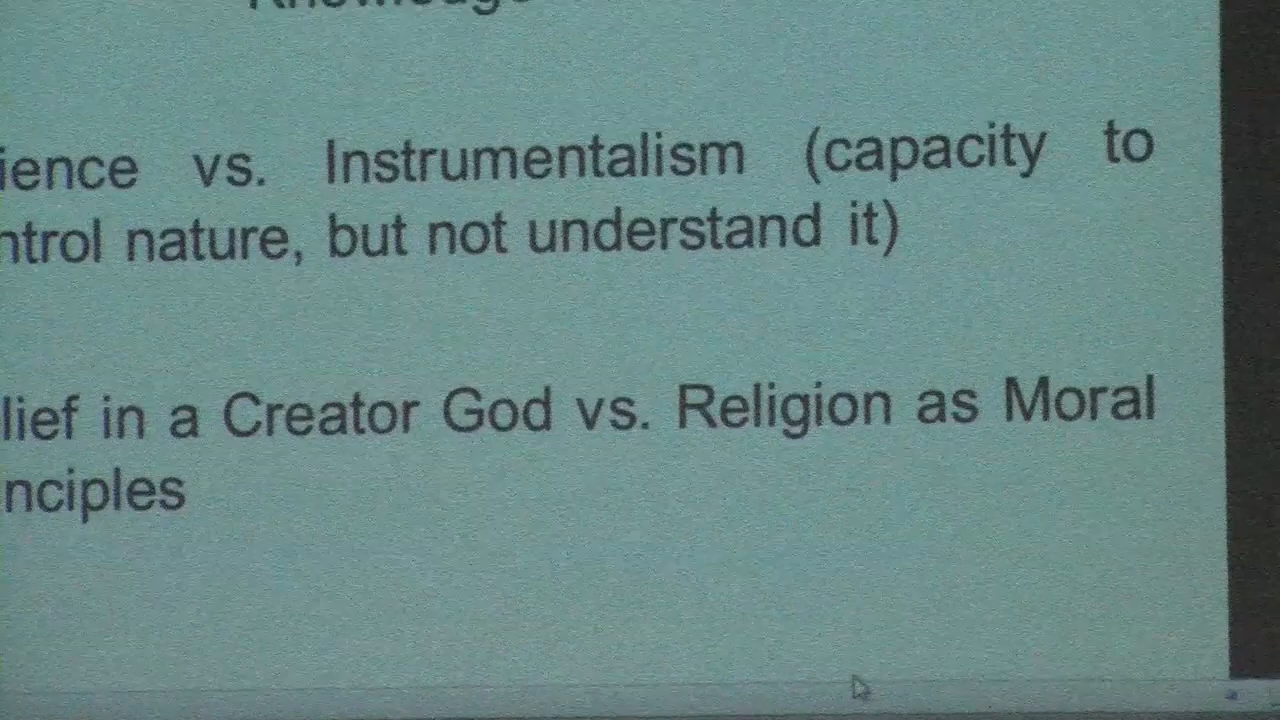 Knowledge
ience vs. Instrumentalism (capacity to
ntrol nature, but not understand it)
lief in a Creator God vs. Religion as Moral
nciples